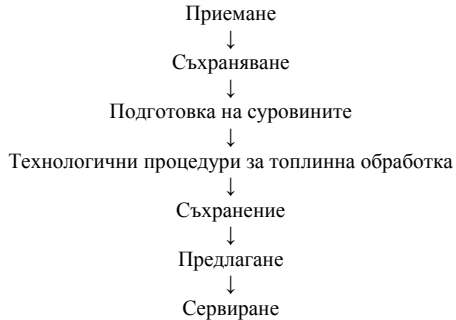 Приемане
↓
Съхраняване
↓
Подготовка на суровините
↓
Технологични процедури за топлинна обработка
↓
Съхранение
↓
Предлагане
↓
Сервиране